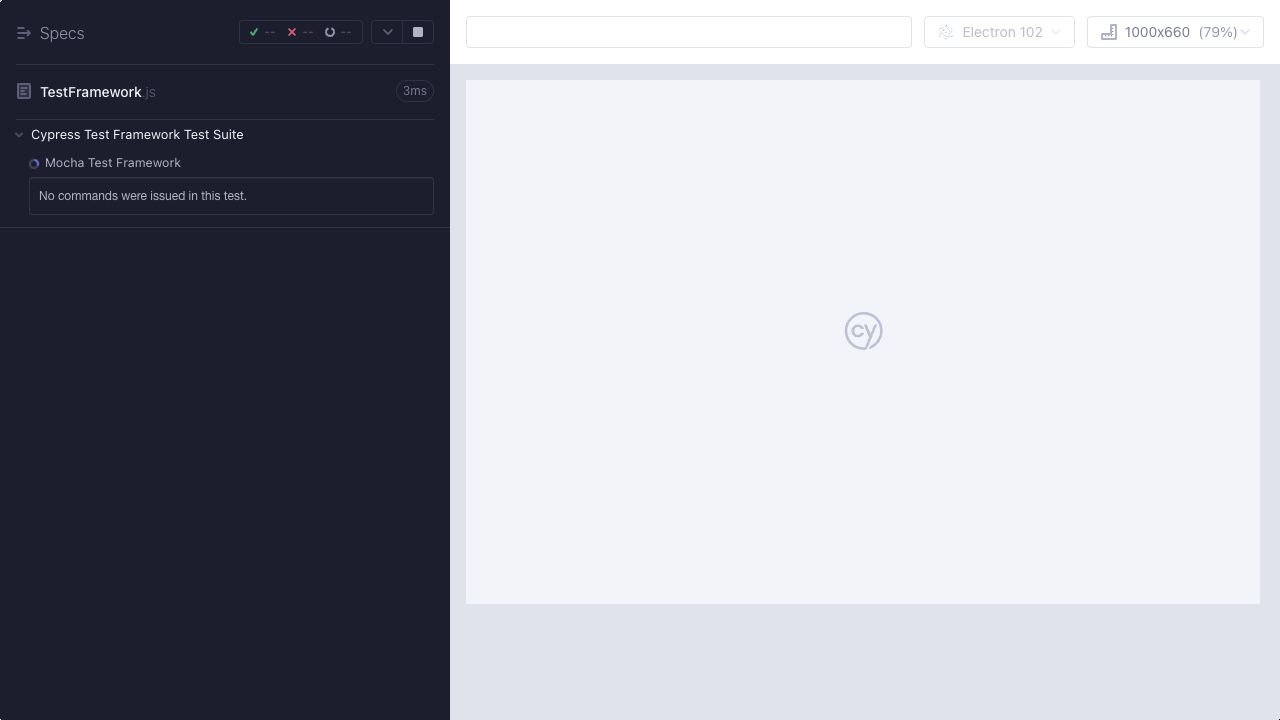 Specs
--
--
--
TestFramework.js
3ms
Cypress Test Framework Test Suite
Mocha Test Framework
No commands were issued in this test.
Electron 102
1000x660 (79%)
cy